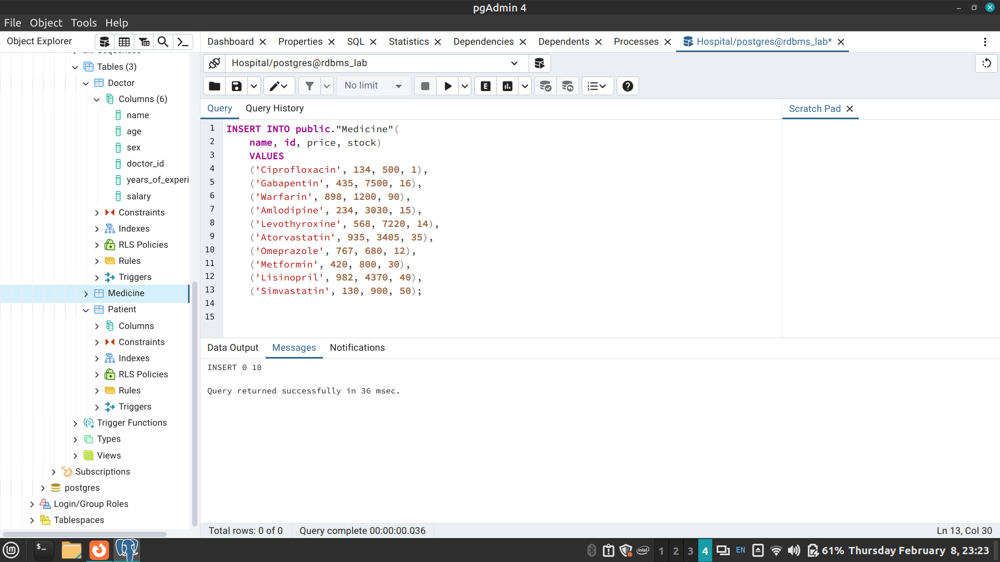 pgAdmin 4
File Object Tools Help
Object Explorer
Dashboard Properties SQL Statistics Dependencies Dependents Processes Hospital/postgres@rdbms_lab*
Sequences
Tables (3)
Doctor
Columns (6)
name
age
sex
doctor_id
years_of_experi
salary
Constraints
Indexes
RLS Policies
Rules
Triggers
Medicine
Patient
Columns
Constraints
Indexes
RLS Policies
Rules
Triggers
Trigger Functions
Types
Views
Subscriptions
postgres
Login/Group Roles
Tablespaces
Hospital/postgres@rdbms_lab
No limit
E
Query Query History
Scratch Pad
1 INSERT INTO public."Medicine"(
2 name, id, price, stock)
3 VALUES
4 ('Ciprofloxacin', 134, 500, 1),
5 ('Gabapentin', 435, 7500, 16),
6 ('Warfarin', 898, 1200, 90),
7 ('Amlodipine', 234, 3030, 15),
8 ('Levothyroxine', 568, 7220, 14),
9 ('Atorvastatin', 935, 3405, 35),
10 ('Omeprazole', 767, 680, 12),
11 ('Metformin', 420, 800, 30),
12 ('Lisinopril', 982, 4370, 40),
13 ('Simvastatin', 130, 900, 50);
14
15
Data Output Messages Notifications
INSERT 0 10
Query returned successfully in 36 msec.
Total rows: 0 of 0 Query complete 00:00:00.036 Ln 13, Col 30
intel 1 2 3 4 EN 61% Thursday February 8, 23:23